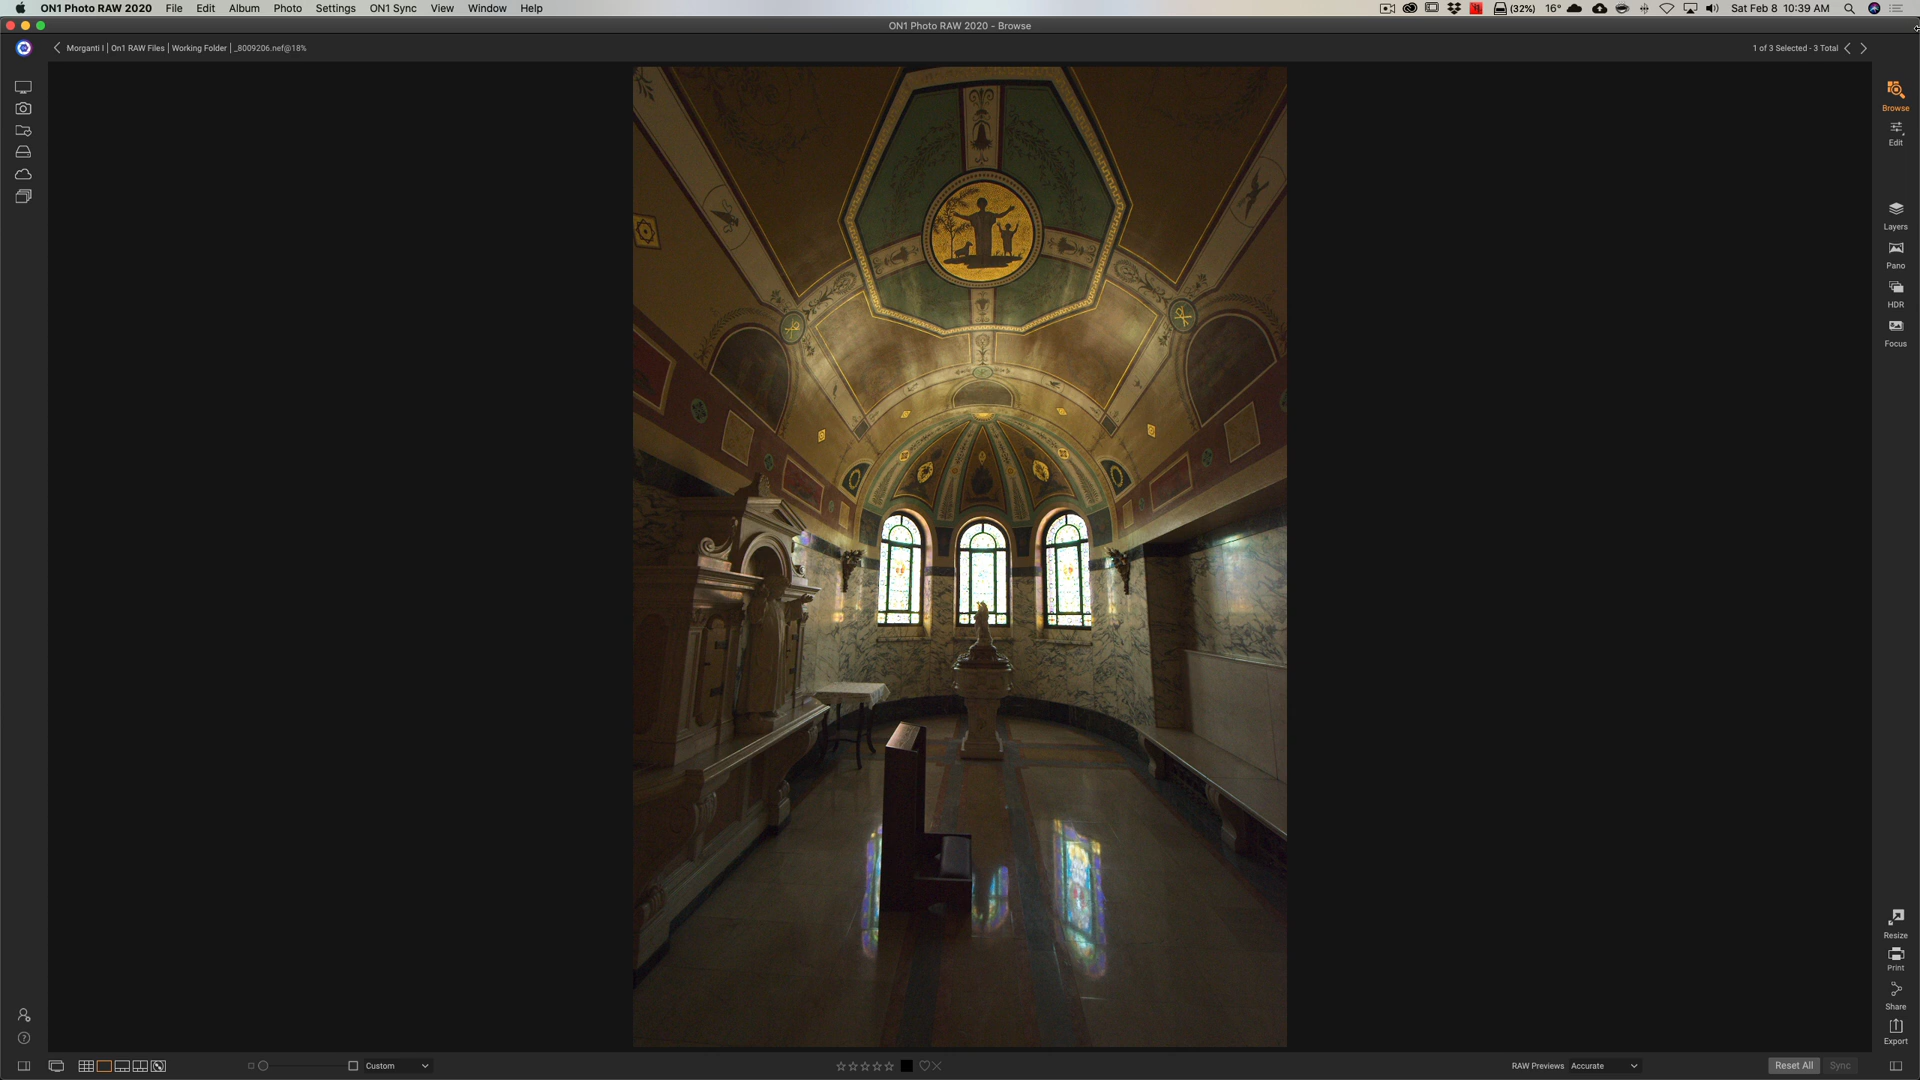 ON1 Photo RAW 2020 File Edit Album Photo Settings ON1 Sync View Window Help (32%) 16° Sat Feb 8 10:39 AM
ON1 Photo RAW 2020 - Browse
Morganti I | On1 RAW Files | Working Folder | _8009206.nef@18% 1 of 3 Selected - 3 Total
Browse
Edit
Layers
Pano
HDR
Focus
Resize
Print
Share
Export
Custom RAW Previews Accurate Reset All Sync